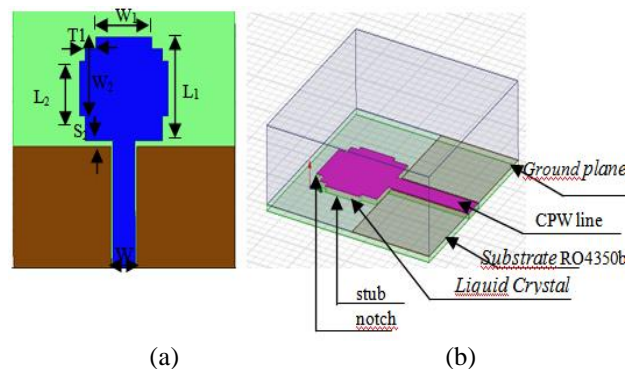 W₁
T1
W₂
L₂
L₁
S
W
Ground plane
CPW line
Substrate RO4350b
Liquid Crystal
stub
notch
(a)
(b)